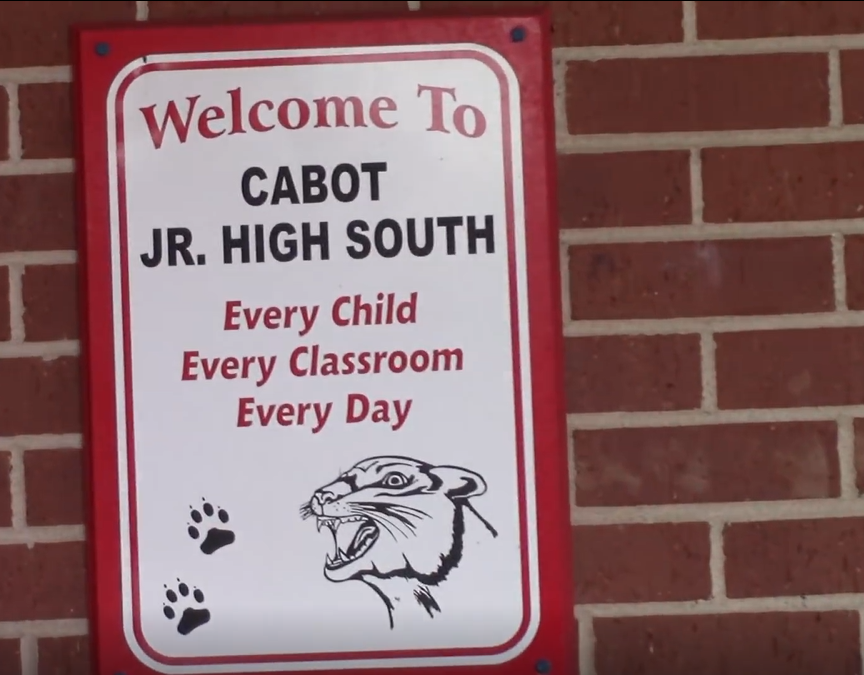 Welcome To
CABOT
JR. HIGH SOUTH
Every Child
Every Classroom
Every Day